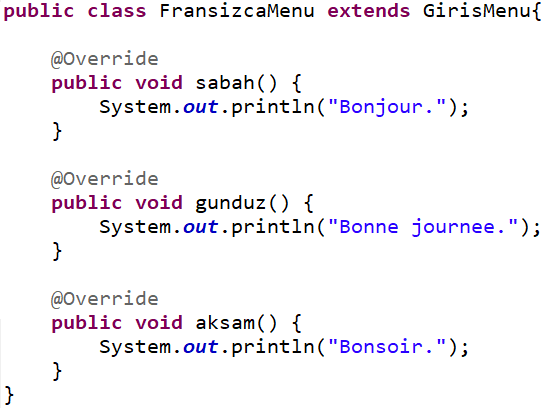 public class FransizcaMenu extends GirisMenu{
@Override
public void sabah() {
System.out.println("Bonjour.");
}
@Override
public void gunduz() {
System.out.println("Bonne journee.");
}
@Override
public void aksam() {
System.out.println("Bonsoir.");
}
}